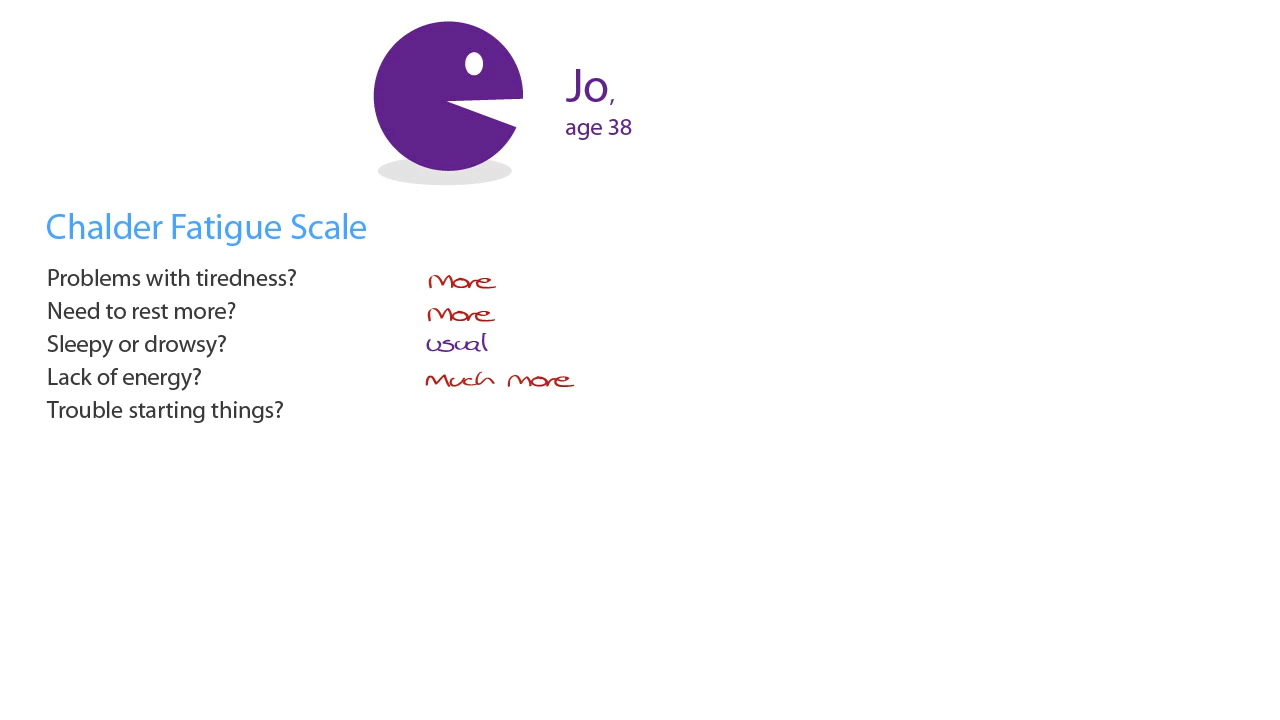 Jo,
age 38
Chalder Fatigue Scale
Problems with tiredness? More
Need to rest more? More
Sleepy or drowsy? usual
Lack of energy? Much more
Trouble starting things?